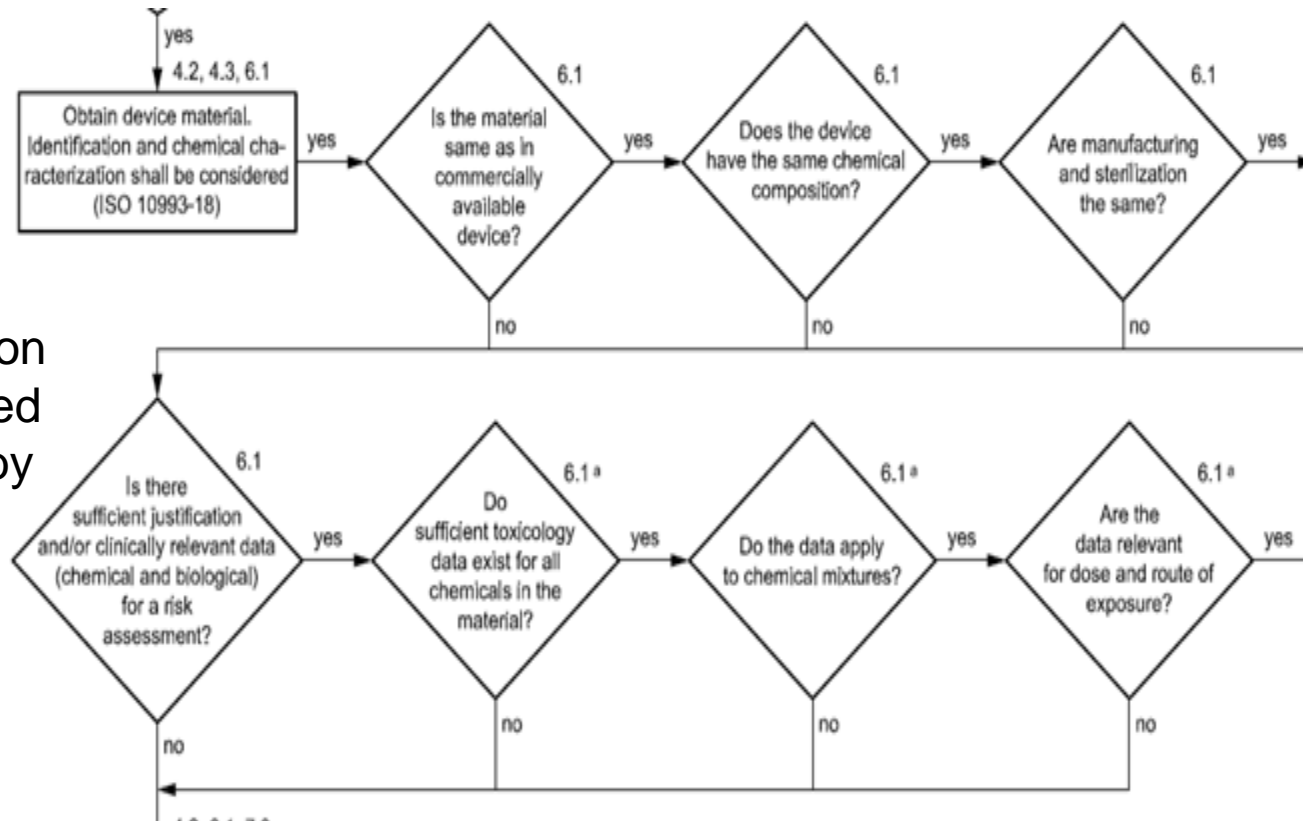 yes
4.2, 4.3, 6.1
Obtain device material.
Identification and chemical cha-
racterization shall be considered
(ISO 10993-18)
yes
6.1
Is the material
same as in
commercially
available
device?
yes
no
6.1
Does the device
have the same chemical
composition?
yes
no
6.1
Are manufacturing
and sterilization
the same?
yes
no
on
ed
by
6.1
Is there
sufficient justification
and/or clinically relevant data
(chemical and biological)
for a risk
assessment?
yes
no
6.1 a
Do
sufficient toxicology
data exist for all
chemicals in the
material?
yes
no
6.1 a
Do the data apply
to chemical mixtures?
yes
no
6.1 a
Are the
data relevant
for dose and route of
exposure?
yes
no